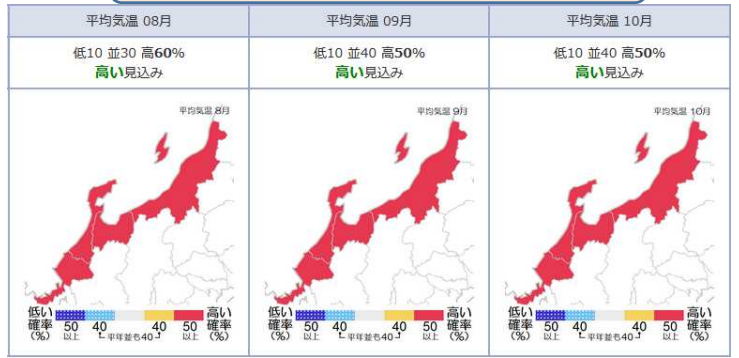 平均気温 08月
低10 並30 高60%
高い見込み
平均気温 8月
低い
確率
(%)
50
以上
40
平年並も40
40
50
以上
高い
確率
(%)
平均気温 09月
低10 並40 高50%
高い見込み
平均気温 9月
低い
確率
(%)
50
以上
40
平年並も40
40
50
以上
高い
確率
(%)
平均気温 10月
低10 並40 高50%
高い見込み
平均気温 10月
低い
確率
(%)
50
以上
40
平年並も40
40
50
以上
高い
確率
(%)